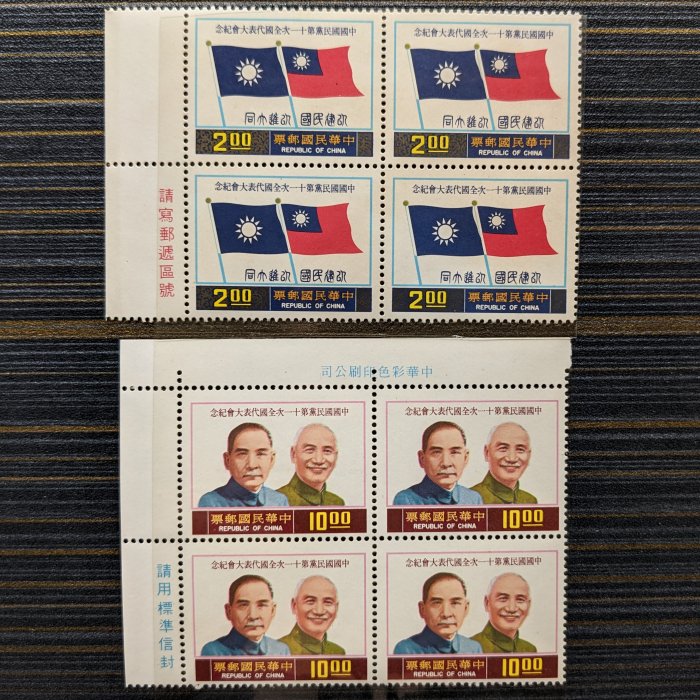 中國國民黨第十一次全國代表大會紀念
以建民國 以進大同
2.00 中華民國郵票
REPUBLIC OF CHINA
中國國民黨第十一次全國代表大會紀念
以建民國 以進大同
2.00 中華民國郵票
REPUBLIC OF CHINA
請寫郵遞區號
中國國民黨第十一次全國代表大會紀念
以建民國 以進大同
2.00 中華民國郵票
REPUBLIC OF CHINA
中國國民黨第十一次全國代表大會紀念
以建民國 以進大同
2.00 中華民國郵票
REPUBLIC OF CHINA
中華彩色印刷公司
中國國民黨第十一次全國代表大會紀念
中華民國郵票 10.00
REPUBLIC OF CHINA
中國國民黨第十一次全國代表大會紀念
中華民國郵票 10.00
REPUBLIC OF CHINA
請用標準信封
中國國民黨第十一次全國代表大會紀念
中華民國郵票 10.00
REPUBLIC OF CHINA
中國國民黨第十一次全國代表大會紀念
中華民國郵票 10.00
REPUBLIC OF CHINA